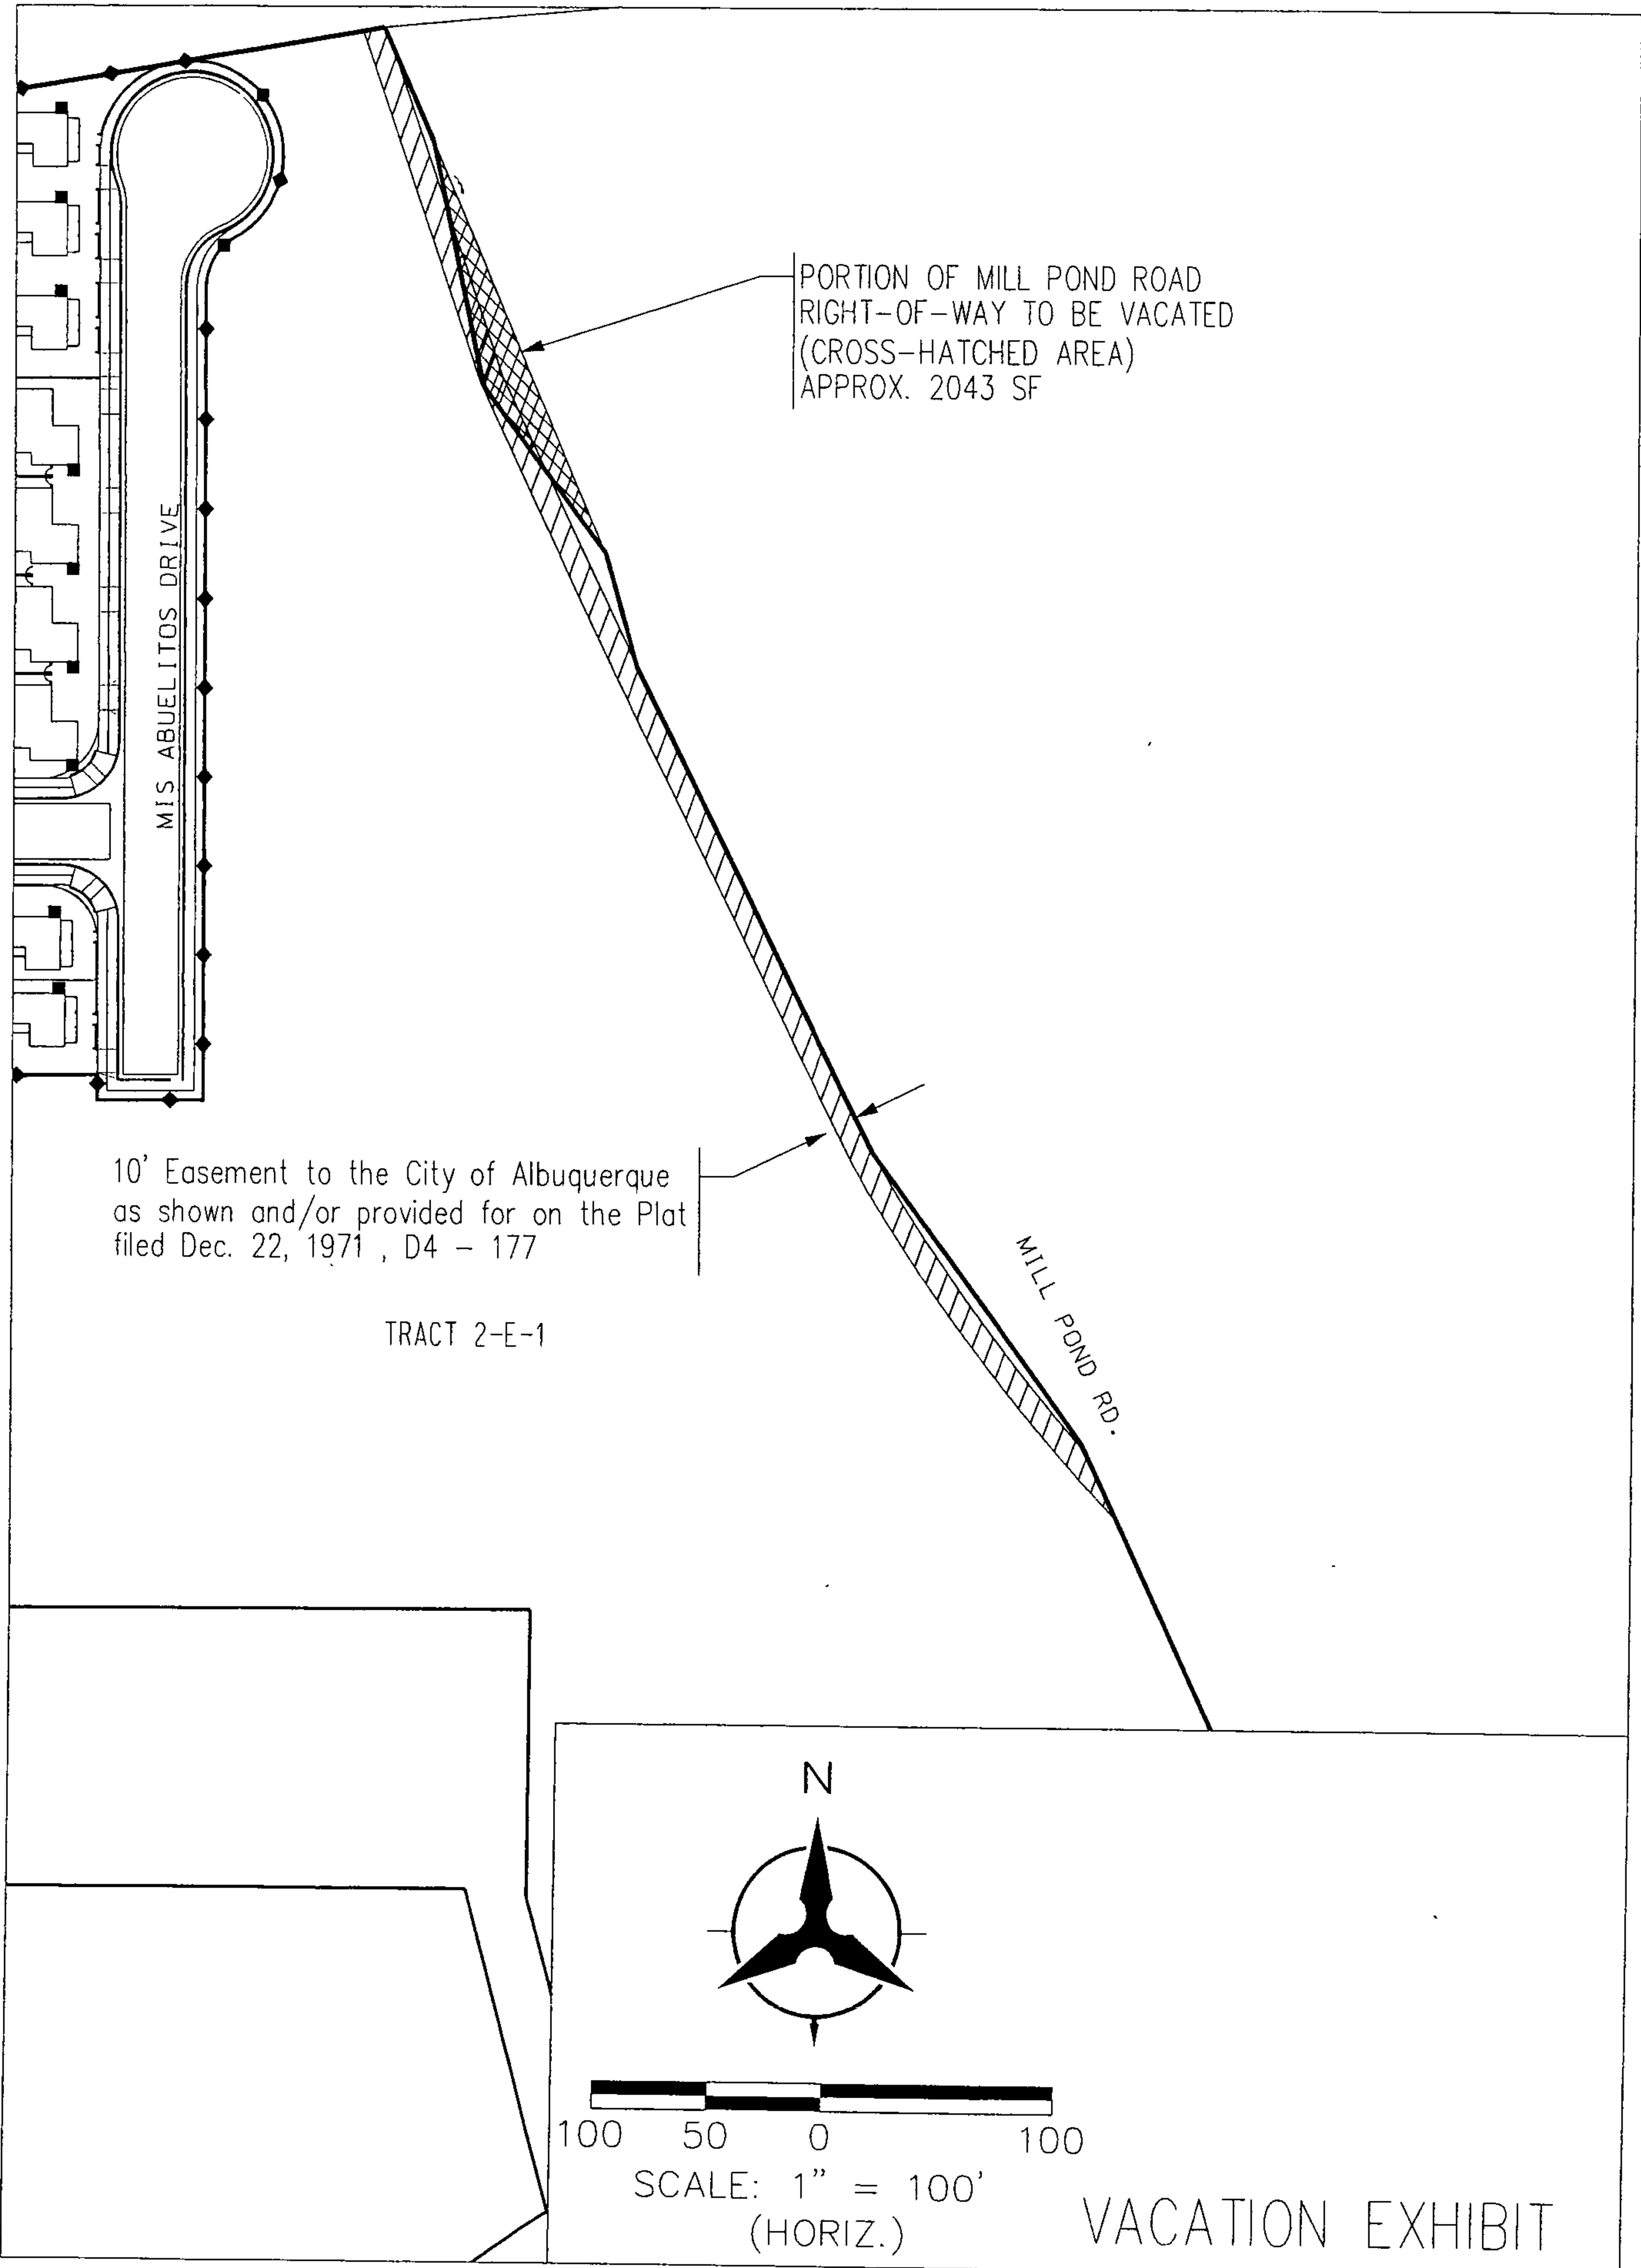 PORTION OF MILL POND ROAD
RIGHT-OF-WAY TO BE VACATED
(CROSS-HATCHED AREA)
APPROX. 2043 SF
MIS ABUELITOS DRIVE
10' Easement to the City of Albuquerque
as shown and/or provided for on the Plat
filed Dec. 22, 1971 , D4 - 177
MILL POND RD.
TRACT 2-E-1
N
100 50 0 100
SCALE: 1" = 100'
(HORIZ.)
VACATION EXHIBIT